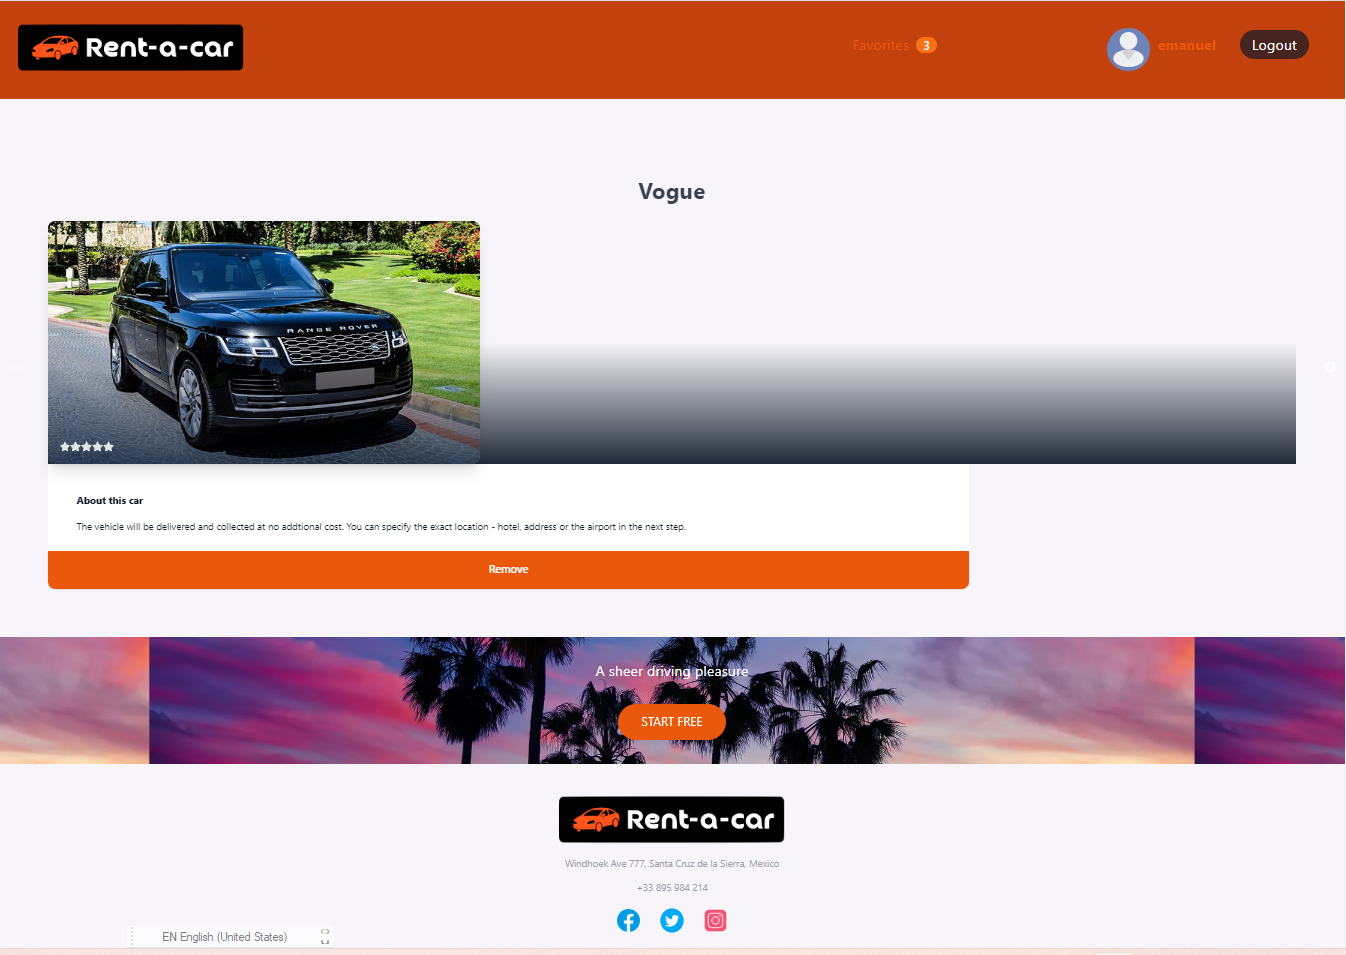 Rent-a-car
Favorites 3
emanuel
Logout
Vogue
RANGE ROVER
About this car
The vehicle will be delivered and collected at no addtional cost. You can specify the exact location - hotel, address or the airport in the next step.
Remove
A sheer driving pleasure
START FREE
Rent-a-car
Windhoek Ave 777, Santa Cruz de la Sierra, Mexico
+33 895 984 214
EN English (United States)